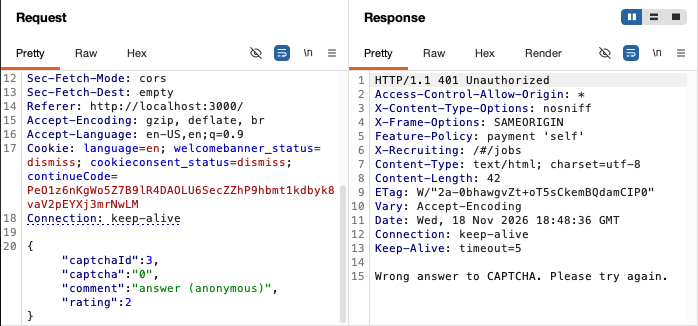 Request
Pretty Raw Hex \n
12 Sec-Fetch-Mode: cors
13 Sec-Fetch-Dest: empty
14 Referer: http://localhost:3000/
15 Accept-Encoding: gzip, deflate, br
16 Accept-Language: en-US,en;q=0.9
17 Cookie: language=en; welcomebanner_status=
dismiss; cookieconsent_status=dismiss;
continueCode=
PeO1z6nKgWo5Z7B9lR4DAOLU6SecZZhP9hbmt1kdbyk8
vaV2pEYXj3mrNwLM
18 Connection: keep-alive
19
20 {
"captchaId":3,
"captcha":"0",
"comment":"answer (anonymous)",
"rating":2
}
Response
Pretty Raw Hex Render \n
1 HTTP/1.1 401 Unauthorized
2 Access-Control-Allow-Origin: *
3 X-Content-Type-Options: nosniff
4 X-Frame-Options: SAMEORIGIN
5 Feature-Policy: payment 'self'
6 X-Recruiting: /#/jobs
7 Content-Type: text/html; charset=utf-8
8 Content-Length: 42
9 ETag: W/"2a-0bhawgvZt+oT5sCkemBQdamCIP0"
10 Vary: Accept-Encoding
11 Date: Wed, 18 Nov 2026 18:48:36 GMT
12 Connection: keep-alive
13 Keep-Alive: timeout=5
14
15 Wrong answer to CAPTCHA. Please try again.